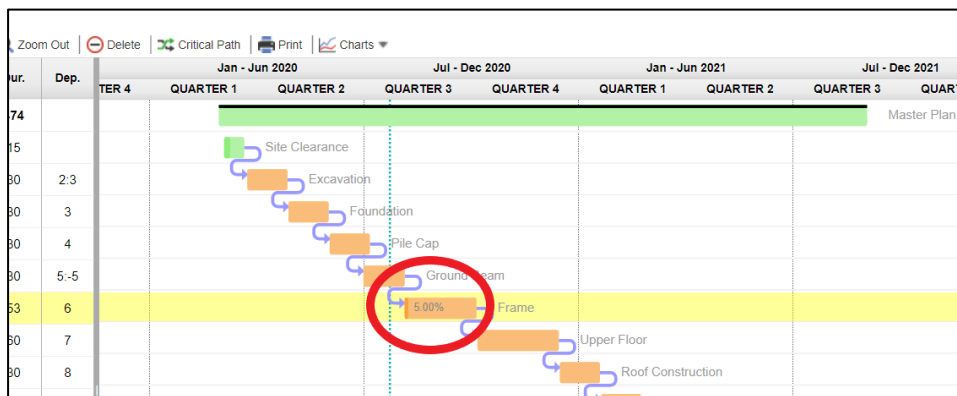 Zoom Out Delete Critical Path Print Charts
Dur. Dep. Jan - Jun 2020 Jul - Dec 2020 Jan - Jun 2021 Jul - Dec 2021
TER 4 QUARTER 1 QUARTER 2 QUARTER 3 QUARTER 4 QUARTER 1 QUARTER 2 QUARTER 3 QUAR
74 Master Plan
15 Site Clearance
30 2:3 Excavation
30 3 Foundation
30 4 Pile Cap
30 5:-5 Ground Beam
53 6 5.00% Frame
60 7 Upper Floor
30 8 Roof Construction